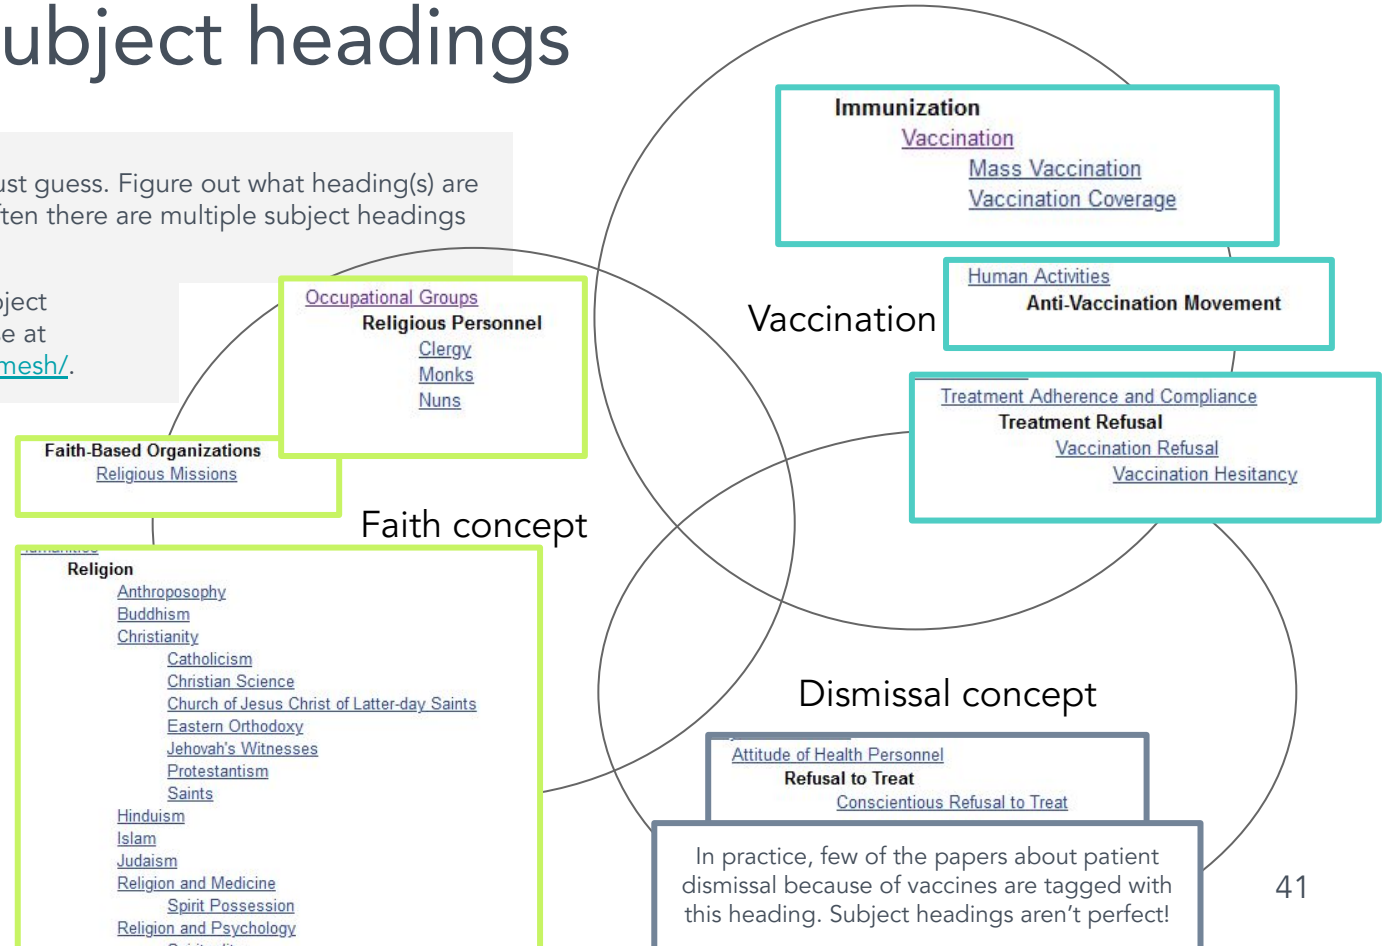 ubject headings
ust guess. Figure out what heading(s) are
ften there are multiple subject headings
ject
se at
mesh/.
Immunization
Vaccination
Mass Vaccination
Vaccination Coverage
Human Activities
Anti-Vaccination Movement
Vaccination
Treatment Adherence and Compliance
Treatment Refusal
Vaccination Refusal
Vaccination Hesitancy
Occupational Groups
Religious Personnel
Clergy
Monks
Nuns
Faith-Based Organizations
Religious Missions
Faith concept
Religion
Anthroposophy
Buddhism
Christianity
Catholicism
Christian Science
Church of Jesus Christ of Latter-day Saints
Eastern Orthodoxy
Jehovah's Witnesses
Protestantism
Saints
Hinduism
Islam
Judaism
Religion and Medicine
Spirit Possession
Religion and Psychology
Dismissal concept
Attitude of Health Personnel
Refusal to Treat
Conscientious Refusal to Treat
In practice, few of the papers about patient
dismissal because of vaccines are tagged with
this heading. Subject headings aren't perfect!
41